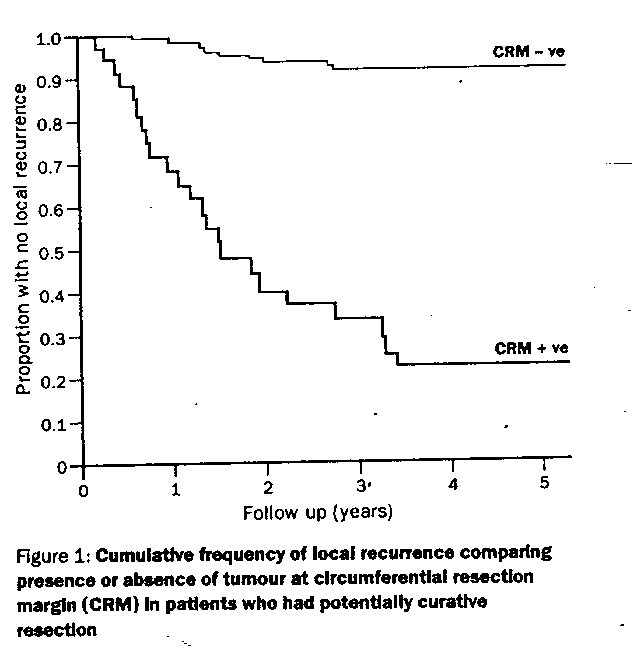 1.0
CRM – ve
0.9
0.8
0.7
0.6
0.5
0.4
0.3
CRM + ve
0.2
0.1
0
Proportion with no local recurrence
0 1 2 3 4 5
Follow up (years)
Figure 1: Cumulative frequency of local recurrence comparing
presence or absence of tumour at circumferential resection
margin (CRM) in patients who had potentially curative
resection